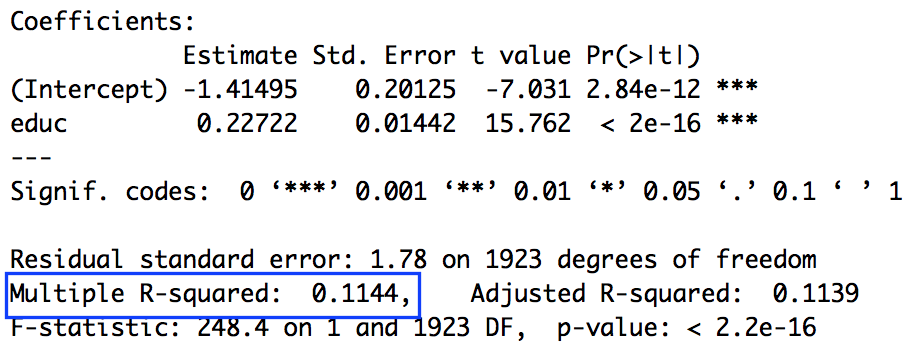 Coefficients:
Estimate Std. Error t value Pr(>|t|)
(Intercept) -1.41495 0.20125 -7.031 2.84e-12 ***
educ 0.22722 0.01442 15.762 < 2e-16 ***
---
Signif. codes: 0 ‘***’ 0.001 ‘**’ 0.01 ‘*’ 0.05 ‘.’ 0.1 ‘ ’ 1
Residual standard error: 1.78 on 1923 degrees of freedom
Multiple R-squared: 0.1144, Adjusted R-squared: 0.1139
F-statistic: 248.4 on 1 and 1923 DF, p-value: < 2.2e-16